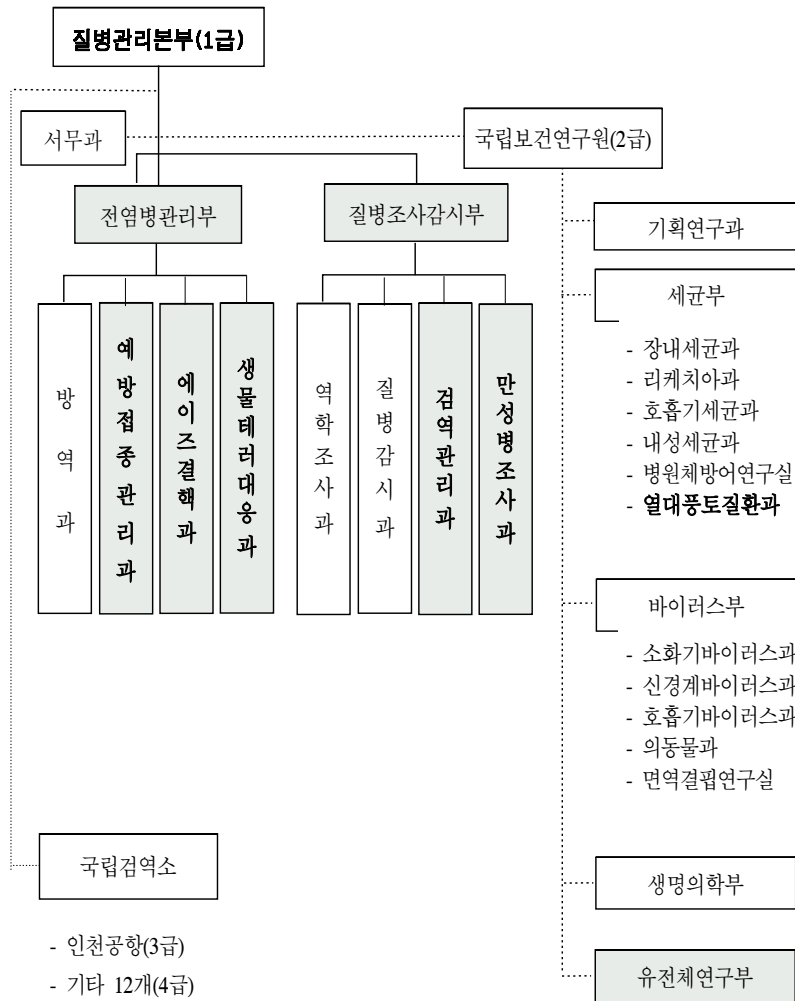 질병관리본부(1급)
서무과
국립보건연구원(2급)
전염병관리부
질병조사감시부
방역과
예방접종관리과
에이즈결핵과
생물테러대응과
역학조사과
질병감시과
검역관리과
만성병조사과
기획연구과
세균부
- 장내세균과
- 리케치아과
- 호흡기세균과
- 내성세균과
- 병원체방어연구실
- 열대풍토질환과
바이러스부
- 소화기바이러스과
- 신경계바이러스과
- 호흡기바이러스과
- 의동물과
- 면역결핍연구실
생명의학부
유전체연구부
국립검역소
- 인천공항(3급)
- 기타 12개(4급)